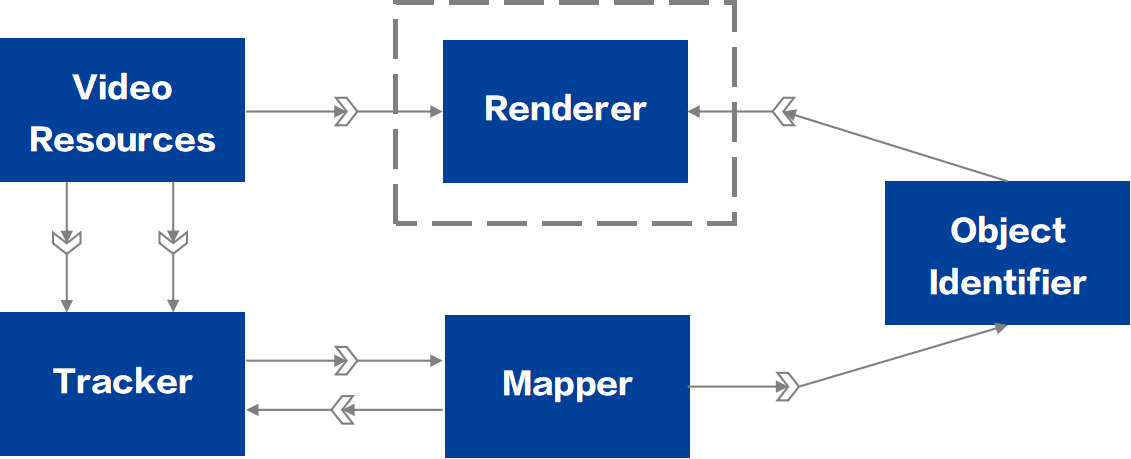 Video
Resources
Renderer
Object
Identifier
Tracker
Mapper